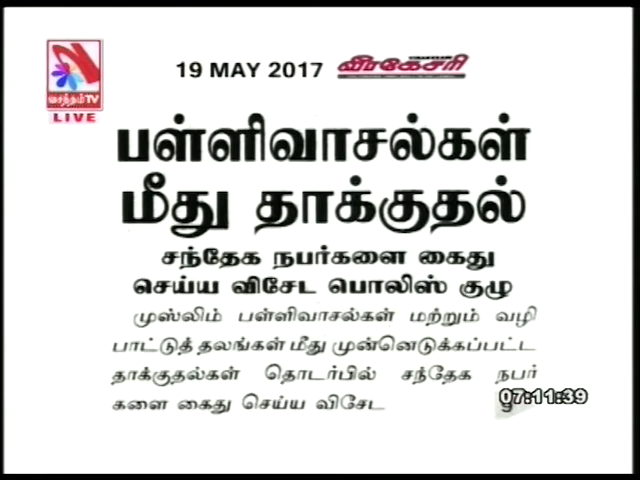 வசந்தம்TV
LIVE
19 MAY 2017 வீரகேசரி
பள்ளிவாசல்கள்
மீது தாக்குதல்
சந்தேக நபர்களை கைது
செய்ய விசேட பொலிஸ் குழு
முஸ்லிம் பள்ளிவாசல்கள் மற்றும் வழி
பாட்டுத் தலங்கள் மீது முன்னெடுக்கப்பட்ட
தாக்குதல்கள் தொடர்பில் சந்தேக நபர்
களை கைது செய்ய விசேட
07:11:39